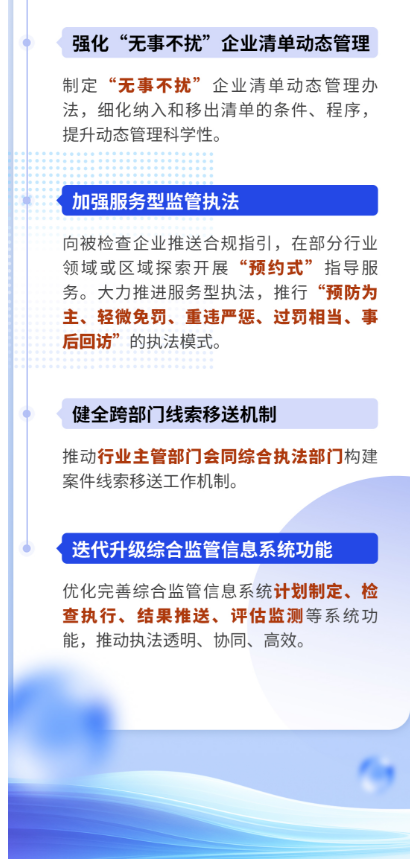 强化“无事不扰”企业清单动态管理
制定“无事不扰”企业清单动态管理办
法，细化纳入和移出清单的条件、程序，
提升动态管理科学性。
加强服务型监管执法
向被检查企业推送合规指引，在部分行业
领域或区域探索开展“预约式”指导服
务。大力推进服务型执法，推行“预防为
主、轻微免罚、重违严惩、过罚相当、事
后回访”的执法模式。
健全跨部门线索移送机制
推动行业主管部门会同综合执法部门构建
案件线索移送工作机制。
迭代升级综合监管信息系统功能
优化完善综合监管信息系统计划制定、检
查执行、结果推送、评估监测等系统功
能，推动执法透明、协同、高效。